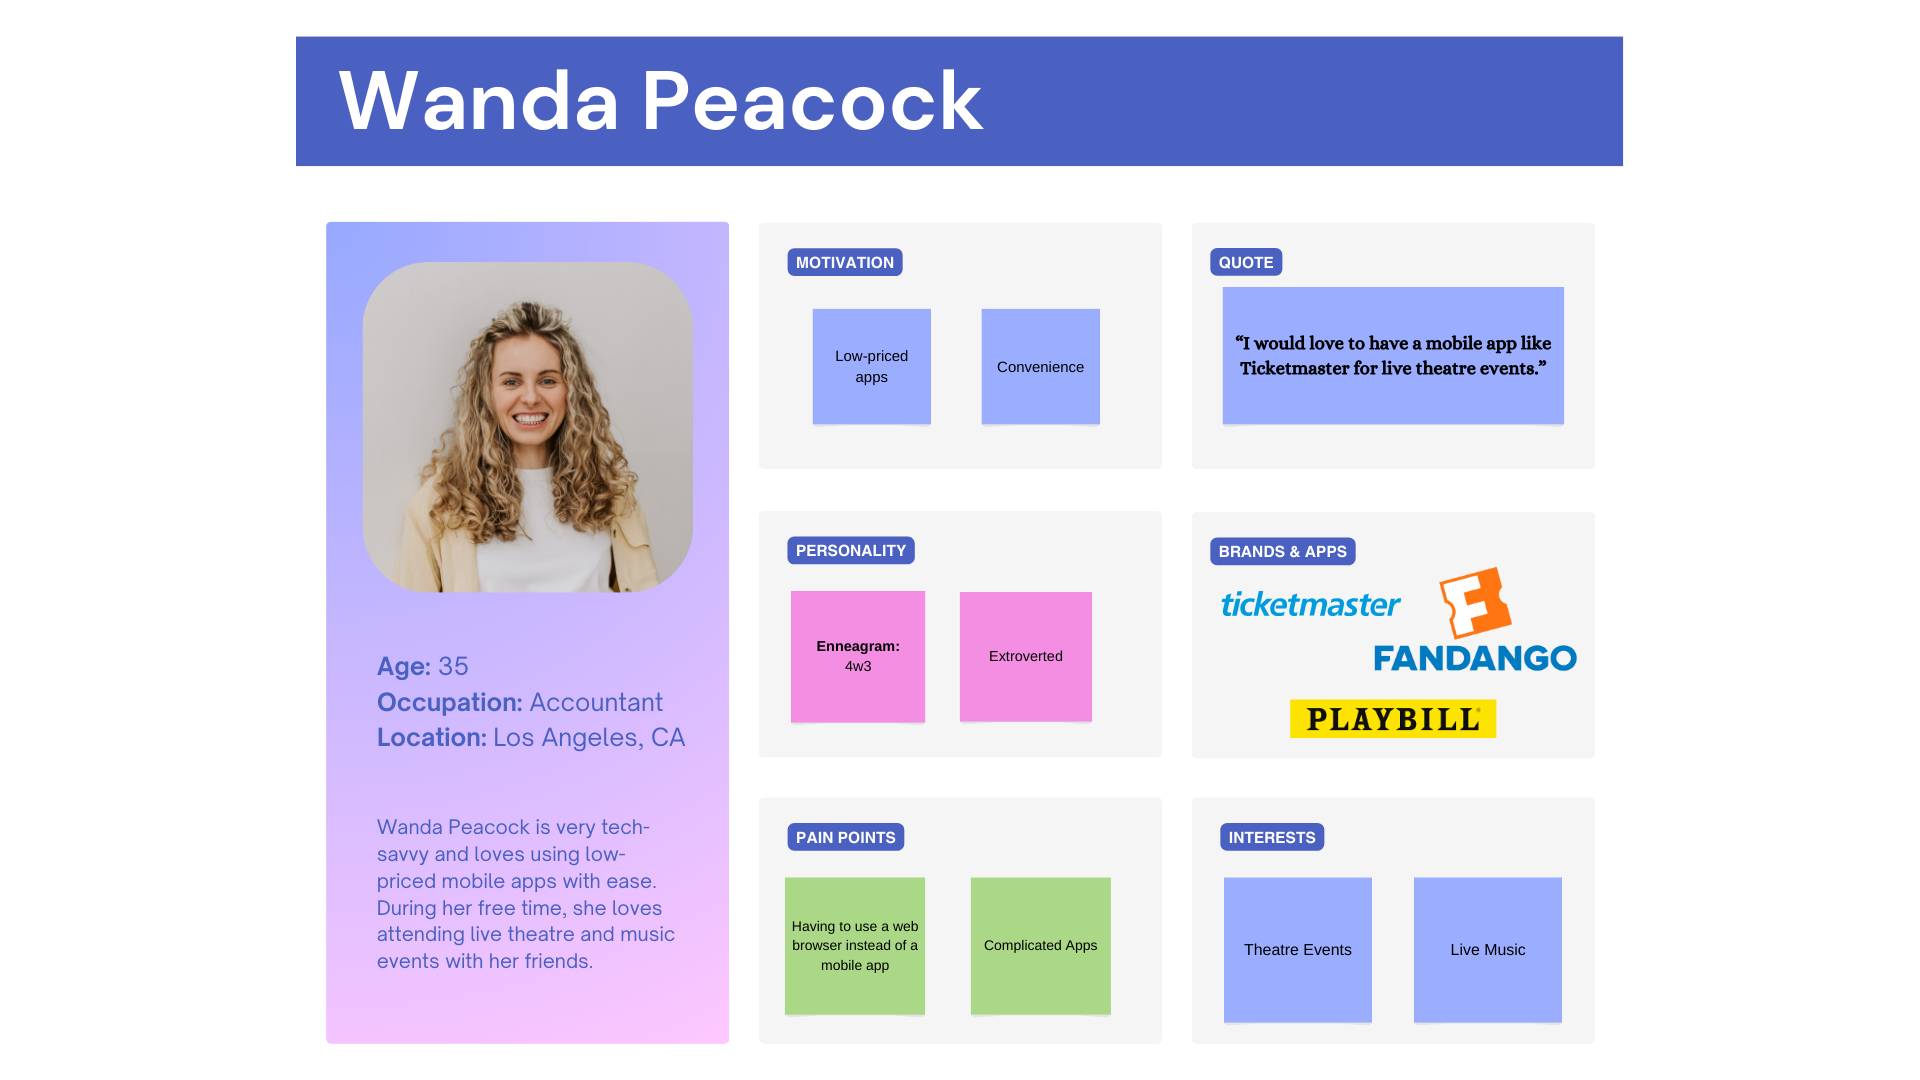 Wanda Peacock
Age: 35
Occupation: Accountant
Location: Los Angeles, CA
Wanda Peacock is very tech-
savvy and loves using low-
priced mobile apps with ease.
During her free time, she loves
attending live theatre and music
events with her friends.
MOTIVATION
Low-priced
apps
Convenience
QUOTE
“I would love to have a mobile app like
Ticketmaster for live theatre events.”
PERSONALITY
Enneagram:
4w3
Extroverted
BRANDS & APPS
ticketmaster
F
FANDANGO
PLAYBILL®
PAIN POINTS
Having to use a web
browser instead of a
mobile app
Complicated Apps
INTERESTS
Theatre Events
Live Music